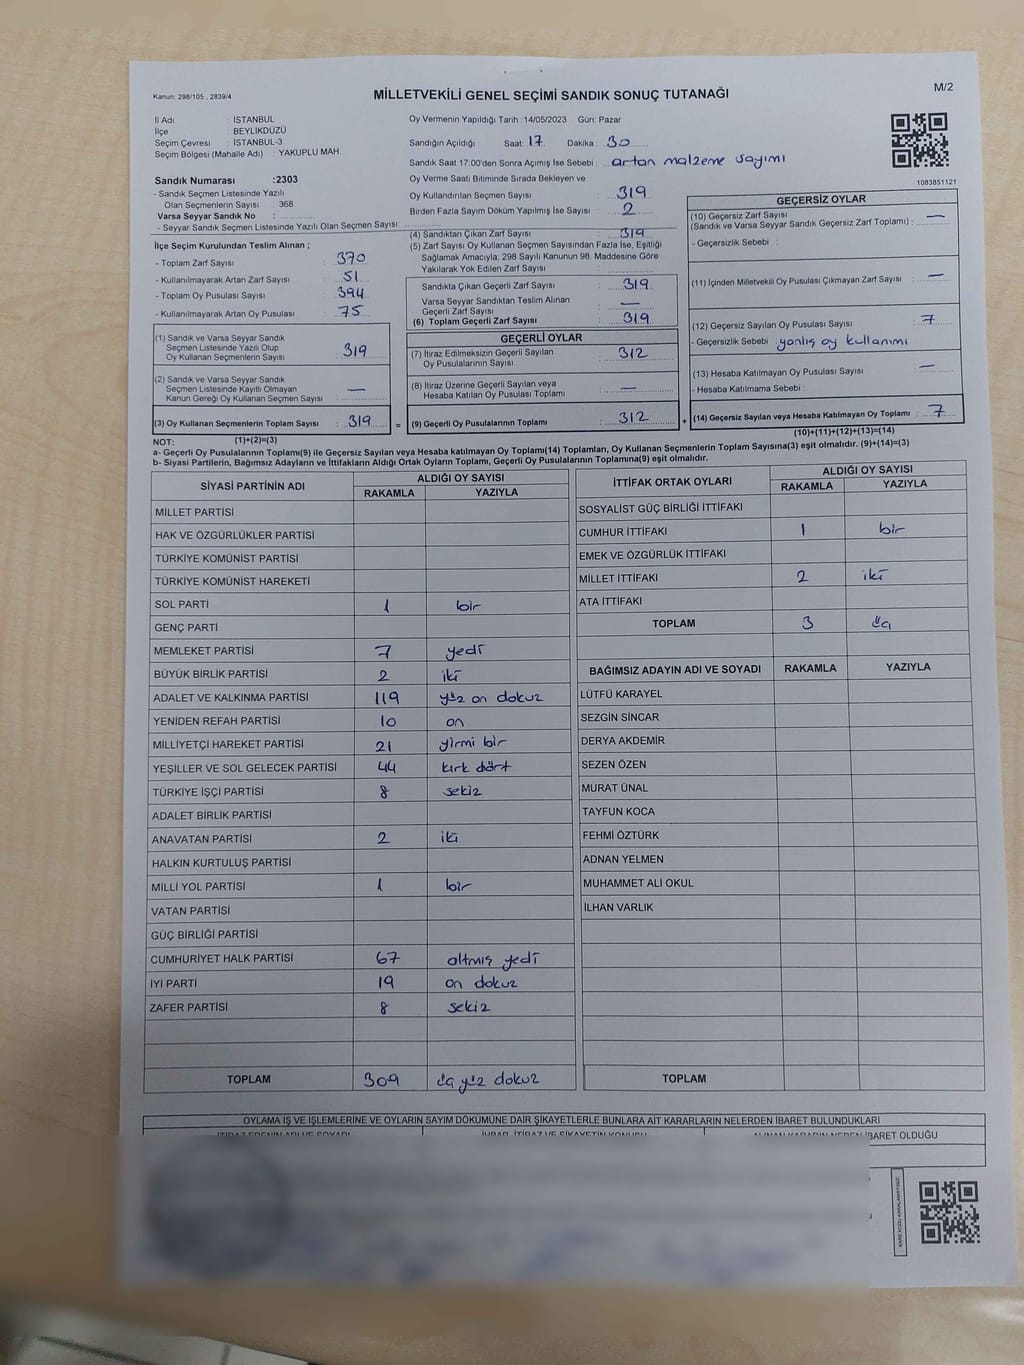 Kanun; 298/105 ; 2839/4
MİLLETVEKİLİ GENEL SEÇİMİ SANDIK SONUÇ TUTANAĞI
M/2
İl Adı : İSTANBUL
İlçe : BEYLİKDÜZÜ
Seçim Çevresi : İSTANBUL-3
Seçim Bölgesi (Mahalle Adı) : YAKUPLU MAH.
Oy Vermenin Yapıldığı Tarih :14/05/2023 Gün: Pazar
Sandığın Açıldığı Saat: 17 Dakika : 30
Sandık Saat 17:00'den Sonra Açımış İse Sebebi : artan malzeme sayımı
Sandık Numarası :2303
- Sandık Seçmen Listesinde Yazılı
Olan Seçmenlerin Sayısı : 368
Varsa Seyyar Sandık No :
- Seyyar Sandık Seçmen Listesinde Yazılı Olan Seçmen Sayısı:
Oy Verme Saati Bitiminde Sırada Bekleyen ve
Oy Kullandırılan Seçmen Sayısı : 319
Birden Fazla Sayım Döküm Yapılmış İse Sayısı : 2
1083851121
İlçe Seçim Kurulundan Teslim Alınan ;
- Toplam Zarf Sayısı : 370
- Kullanılmayarak Artan Zarf Sayısı : 51
- Toplam Oy Pusulası Sayısı : 394
- Kullanılmayarak Artan Oy Pusulası : 75
(1) Sandık ve Varsa Seyyar Sandık
Seçmen Listesinde Yazılı Olup
Oy Kullanan Seçmenlerin Sayısı : 319
(2) Sandık ve Varsa Seyyar Sandık
Seçmen Listesinde Kayıtlı Olmayan
Kanun Gereği Oy Kullanan Seçmen Sayısı : —
(3) Oy Kullanan Seçmenlerin Toplam Sayısı : 319
(4) Sandıktan Çıkan Zarf Sayısı : 319
(5) Zarf Sayısı Oy Kullanan Seçmen Sayısından Fazla İse, Eşitliği
Sağlamak Amacıyla; 298 Sayılı Kanunun 98. Maddesine Göre
Yakılarak Yok Edilen Zarf Sayısı :
Sandıkta Çıkan Geçerli Zarf Sayısı : 319
Varsa Seyyar Sandıktan Teslim Alınan
Geçerli Zarf Sayısı : —
(6) Toplam Geçerli Zarf Sayısı : 319
GEÇERLİ OYLAR
(7) İtiraz Edilmeksizin Geçerli Sayılan
Oy Pusulalarının Sayısı : 312
(8) İtiraz Üzerine Geçerli Sayılan veya
Hesaba Katılan Oy Pusulası Toplamı : —
= (9) Geçerli Oy Pusulalarının Toplamı : 312 +
GEÇERSİZ OYLAR
(10) Geçersiz Zarf Sayısı : —
(Sandık ve Varsa Seyyar Sandık Geçersiz Zarf Toplamı) :
- Geçersizlik Sebebi :
(11) İçinden Milletvekili Oy Pusulası Çıkmayan Zarf Sayısı : —
(12) Geçersiz Sayılan Oy Pusulası Sayısı : 7
- Geçersizlik Sebebi : yanlış oy kullanımı
(13) Hesaba Katılmayan Oy Pusulası Sayısı : —
- Hesaba Katılmama Sebebi :
(14) Geçersiz Sayılan veya Hesaba Katılmayan Oy Toplamı : 7
NOT: (1)+(2)=(3)
(10)+(11)+(12)+(13)=(14)
a- Geçerli Oy Pusulalarının Toplamı(9) ile Geçersiz Sayılan veya Hesaba katılmayan Oy Toplamı(14) Toplamları, Oy Kullanan Seçmenlerin Toplam Sayısına(3) eşit olmalıdır. (9)+(14)=(3)
b- Siyasi Partilerin, Bağımsız Adayların ve İttifakların Aldığı Ortak Oyların Toplamı, Geçerli Oy Pusulalarının Toplamına(9) eşit olmalıdır.
SİYASİ PARTİNİN ADI ALDIĞI OY SAYISI
RAKAMLA YAZIYLA
MİLLET PARTİSİ
HAK VE ÖZGÜRLÜKLER PARTİSİ
TÜRKİYE KOMÜNİST PARTİSİ
TÜRKİYE KOMÜNİST HAREKETİ
SOL PARTİ 1 bir
GENÇ PARTİ
MEMLEKET PARTİSİ 7 yedi
BÜYÜK BİRLİK PARTİSİ 2 iki
ADALET VE KALKINMA PARTİSİ 119 yüz on dokuz
YENİDEN REFAH PARTİSİ 10 on
MİLLİYETÇİ HAREKET PARTİSİ 21 yirmi bir
YEŞİLLER VE SOL GELECEK PARTİSİ 44 kırk dört
TÜRKİYE İŞÇİ PARTİSİ 8 sekiz
ADALET BİRLİK PARTİSİ
ANAVATAN PARTİSİ 2 iki
HALKIN KURTULUŞ PARTİSİ
MİLLİ YOL PARTİSİ 1 bir
VATAN PARTİSİ
GÜÇ BİRLİĞİ PARTİSİ
CUMHURİYET HALK PARTİSİ 67 altmış yedi
İYİ PARTİ 19 on dokuz
ZAFER PARTİSİ 8 sekiz
TOPLAM 309 üç yüz dokuz
İTTİFAK ORTAK OYLARI ALDIĞI OY SAYISI
RAKAMLA YAZIYLA
SOSYALİST GÜÇ BİRLİĞİ İTTİFAKI
CUMHUR İTTİFAKI 1 bir
EMEK VE ÖZGÜRLÜK İTTİFAKI
MİLLET İTTİFAKI 2 iki
ATA İTTİFAKI
TOPLAM 3 üç
BAĞIMSIZ ADAYIN ADI VE SOYADI RAKAMLA YAZIYLA
LÜTFÜ KARAYEL
SEZGİN SİNCAR
DERYA AKDEMİR
SEZEN ÖZEN
MURAT ÜNAL
TAYFUN KOCA
FEHMİ ÖZTÜRK
ADNAN YELMEN
MUHAMMET ALİ OKUL
İLHAN VARLIK
TOPLAM
OYLAMA İŞ VE İŞLEMLERİNE VE OYLARIN SAYIM DÖKÜMÜNE DAİR ŞİKAYETLERLE BUNLARA AİT KARARLARIN NELERDEN İBARET BULUNDUKLARI
İTİRAZ EDENİN ADI VE SOYADI İHBAR, İTİRAZ VE ŞİKAYETİN KONUSU ALINAN KARARIN NEDEN İBARET OLDUĞU
KAREKODU KARALAMAYINIZ